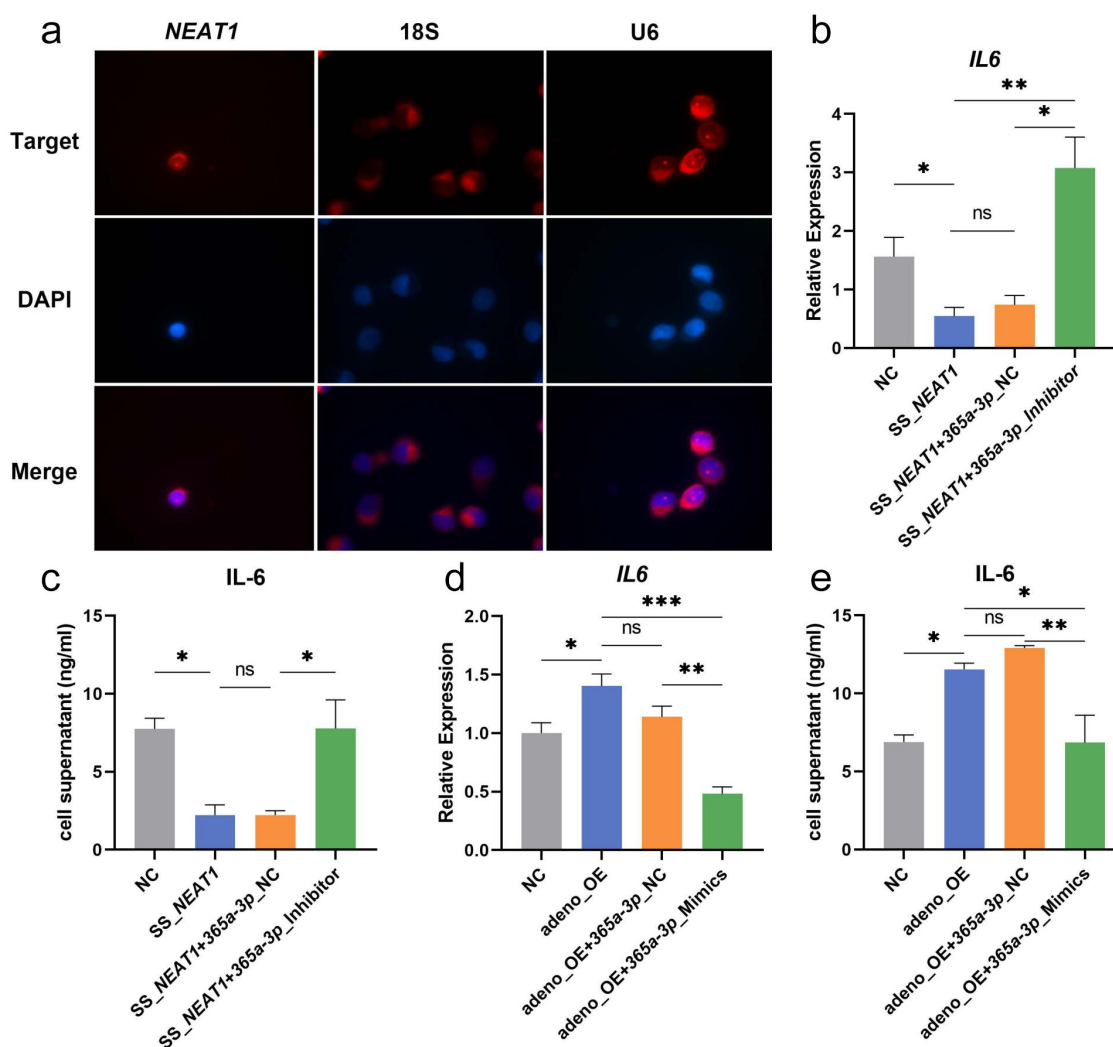 a
NEAT1
18S
U6
Target
DAPI
Merge
b
IL6
**
*
*
ns
Relative Expression
4
3
2
1
0
NC
SS_NEAT1
SS_NEAT1+365a-3p_NC
SS_NEAT1+365a-3p_Inhibitor
c
IL-6
*
ns
*
cell supernatant (ng/ml)
15
10
5
0
NC
SS_NEAT1
SS_NEAT1+365a-3p_NC
SS_NEAT1+365a-3p_Inhibitor
d
IL6
***
ns
*
**
Relative Expression
2.0
1.5
1.0
0.5
0.0
NC
adeno_OE
adeno_OE+365a-3p_NC
adeno_OE+365a-3p_Mimics
e
IL-6
*
ns
*
**
cell supernatant (ng/ml)
15
10
5
0
NC
adeno_OE
adeno_OE+365a-3p_NC
adeno_OE+365a-3p_Mimics